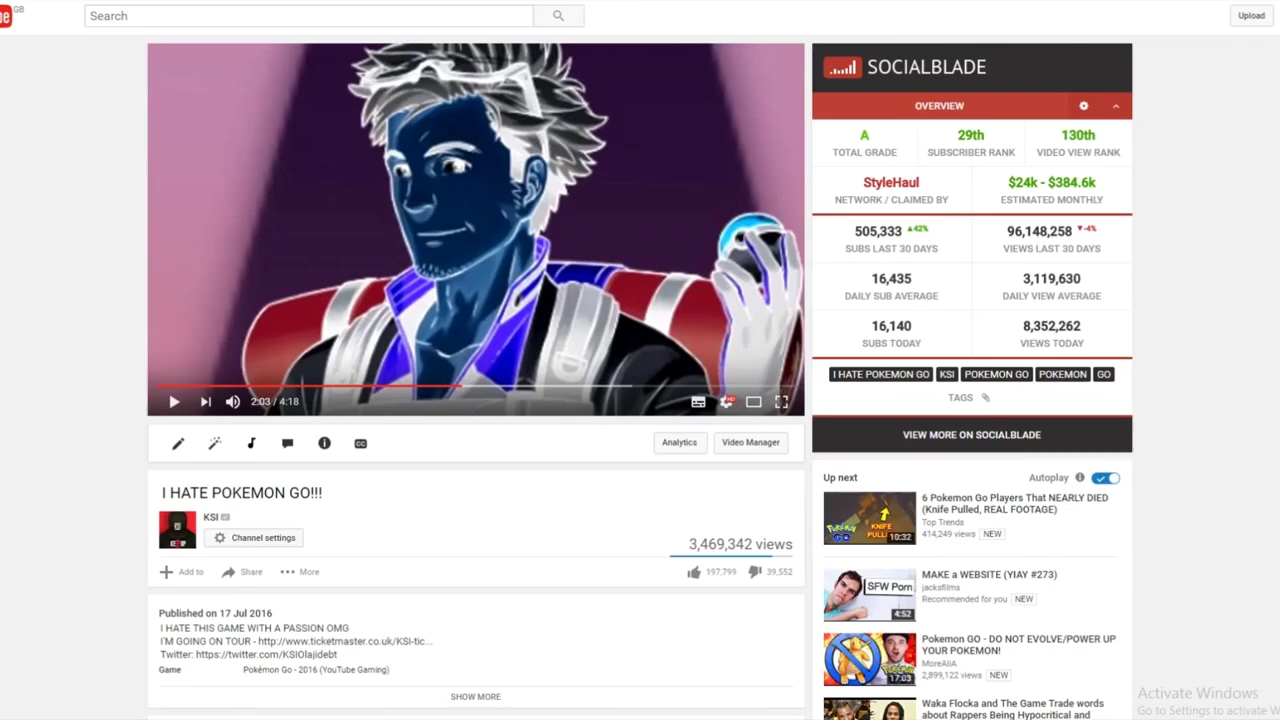 GB
Search
Upload
SOCIALBLADE
OVERVIEW
A
TOTAL GRADE
29th
SUBSCRIBER RANK
130th
VIDEO VIEW RANK
StyleHaul
NETWORK / CLAIMED BY
$24k - $384.6k
ESTIMATED MONTHLY
505,333 ▲42%
SUBS LAST 30 DAYS
96,148,258 ▼-4%
VIEWS LAST 30 DAYS
16,435
DAILY SUB AVERAGE
3,119,630
DAILY VIEW AVERAGE
16,140
SUBS TODAY
8,352,262
VIEWS TODAY
I HATE POKEMON GO KSI POKEMON GO POKEMON GO
TAGS
VIEW MORE ON SOCIALBLADE
2:03 / 4:18
HD
CC
Analytics
Video Manager
I HATE POKEMON GO!!!
KSI
Channel settings
3,469,342 views
Add to
Share
More
197,799
39,552
Published on 17 Jul 2016
I HATE THIS GAME WITH A PASSION OMG
I'M GOING ON TOUR - http://www.ticketmaster.co.uk/KSI-tic...
Twitter: https://twitter.com/KSIOlajidebt
Game Pokémon Go - 2016 (YouTube Gaming)
SHOW MORE
Up next
Autoplay
KNIFE
10:32
6 Pokemon Go Players That NEARLY DIED
(Knife Pulled, REAL FOOTAGE)
Top Trends
414,249 views NEW
SFW Porn
4:52
MAKE a WEBSITE (YIAY #273)
jacksfilms
Recommended for you NEW
17:03
Pokemon GO - DO NOT EVOLVE/POWER UP
YOUR POKEMON!
MoreAliA
2,899,122 views NEW
Waka Flocka and The Game Trade words
about Rappers Being Hypocritical and
Activate Windows
Go to Settings to activate W